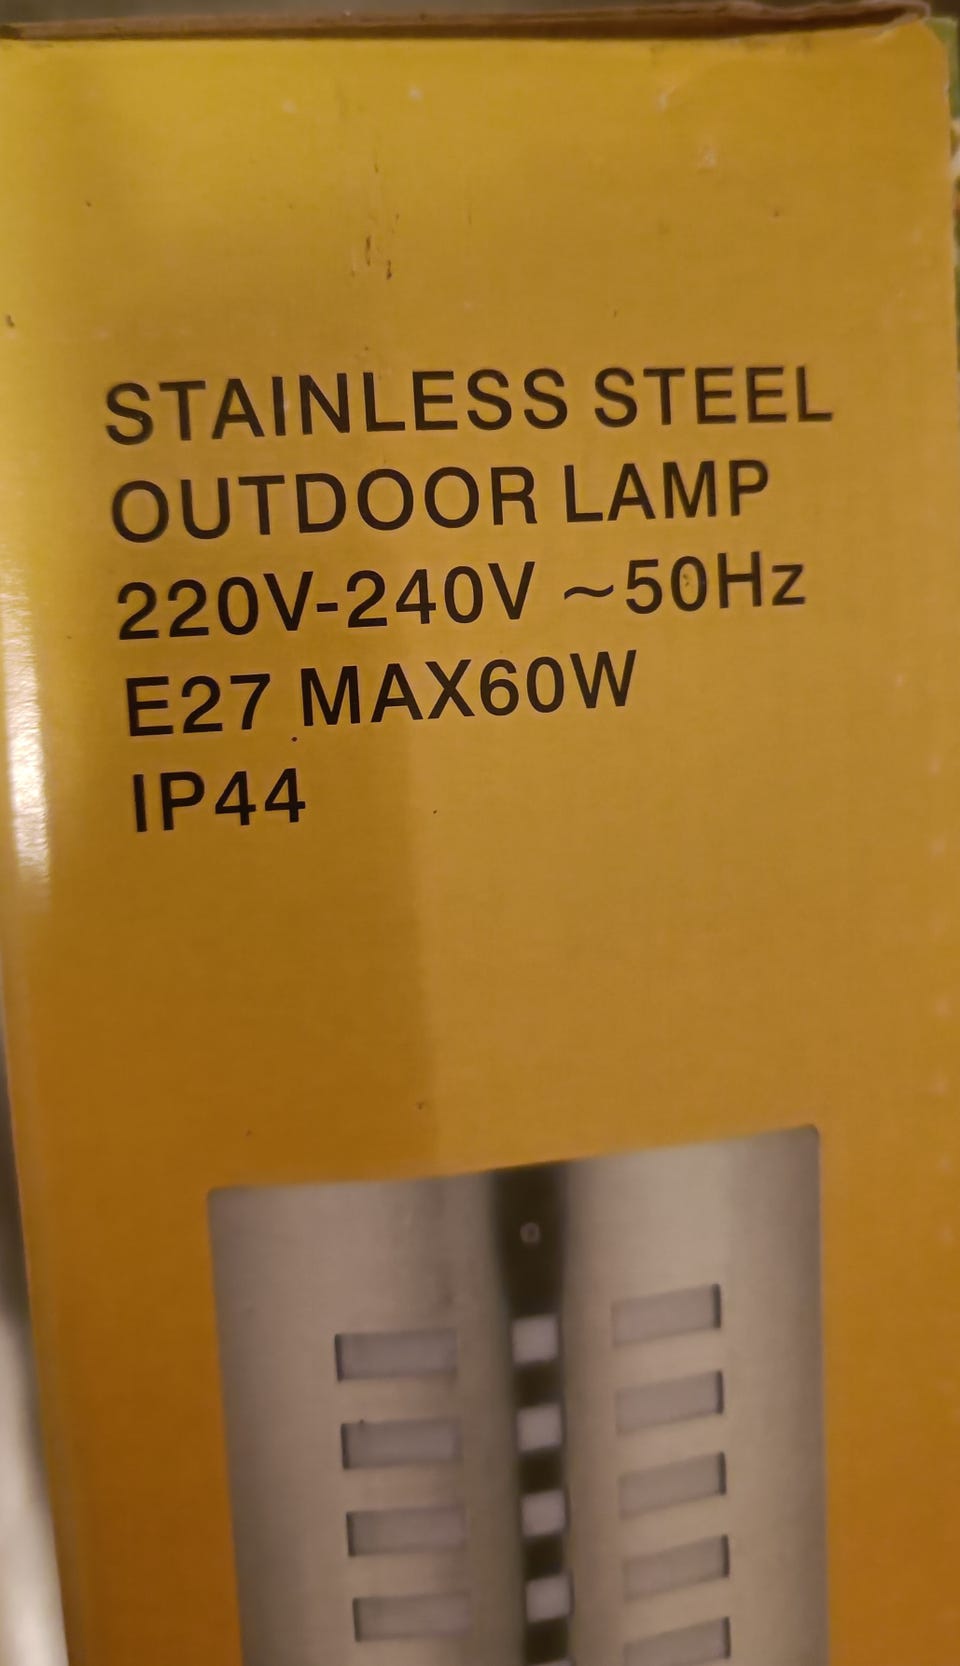 STAINLESS STEEL
OUTDOOR LAMP
220V-240V ~50Hz
E27 MAX60W
IP44